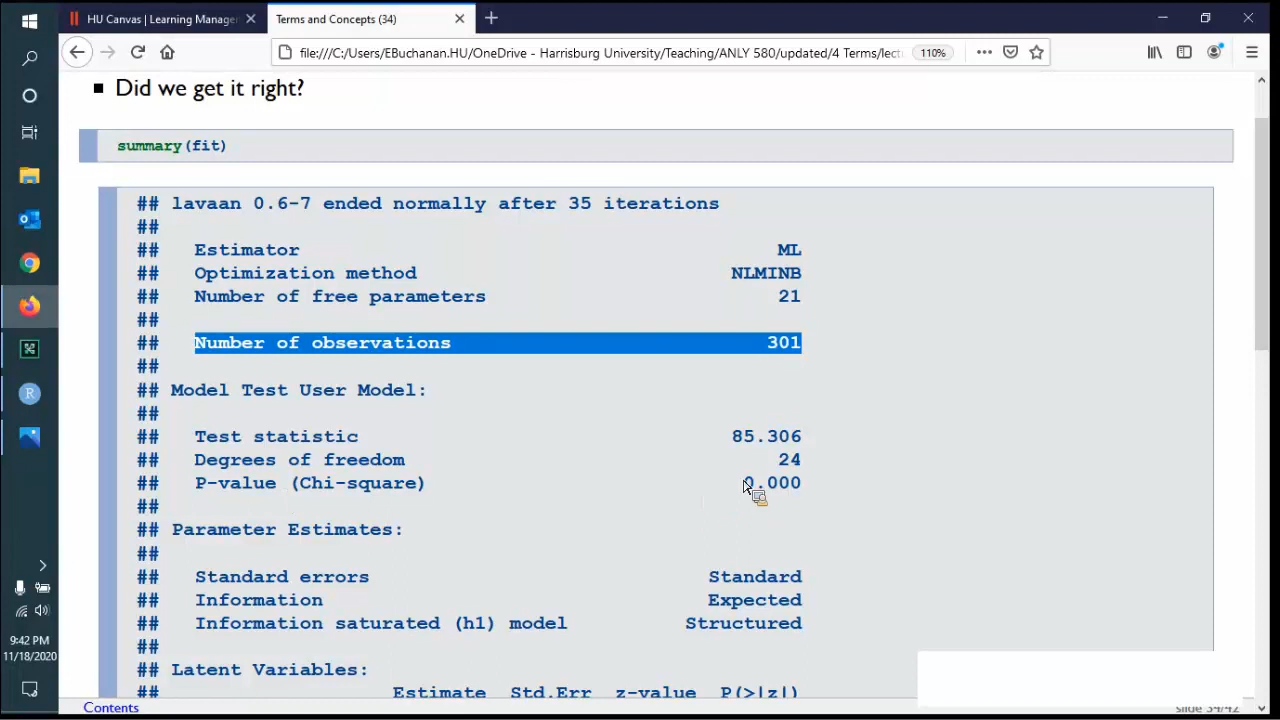 HU Canvas | Learning Manage
Terms and Concepts (34)
file:///C:/Users/EBuchanan.HU/OneDrive - Harrisburg University/Teaching/ANLY 580/updated/4 Terms/lect
110%
■ Did we get it right?
summary(fit)
## lavaan 0.6-7 ended normally after 35 iterations
##
## Estimator ML
## Optimization method NLMINB
## Number of free parameters 21
##
## Number of observations 301
##
## Model Test User Model:
##
## Test statistic 85.306
## Degrees of freedom 24
## P-value (Chi-square) 0.000
##
## Parameter Estimates:
##
## Standard errors Standard
## Information Expected
## Information saturated (h1) model Structured
##
## Latent Variables:
## Estimate Std.Err z-value P(>|z|)
Contents
slide 34/42
9:42 PM
11/18/2020